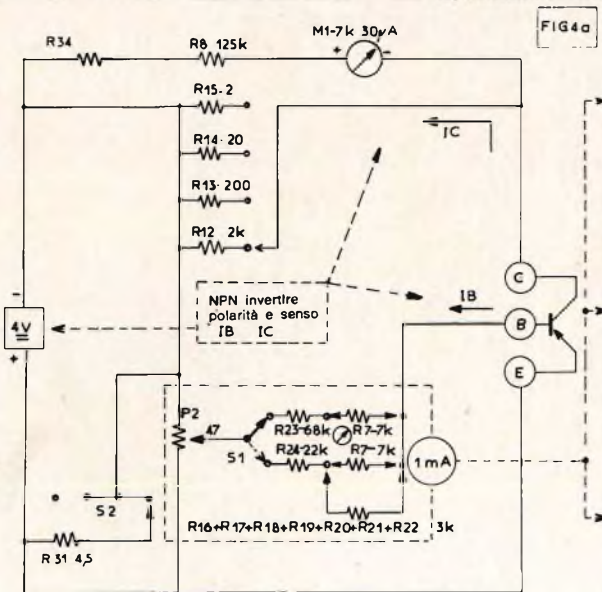 FIG4a
R34
R8 125k
M1-7k 30µA
+
-
R15-2
R14-20
R13-200
R12 2k
IC
NPN invertire
polarità e senso
IB IC
-
4V
+
IB
C
B
E
P2
47
S1
R23-68k
R7-7k
R24-22k
R7-7k
1mA
R16+R17+R18+R19+R20+R21+R22
3k
S2
R31 4,5